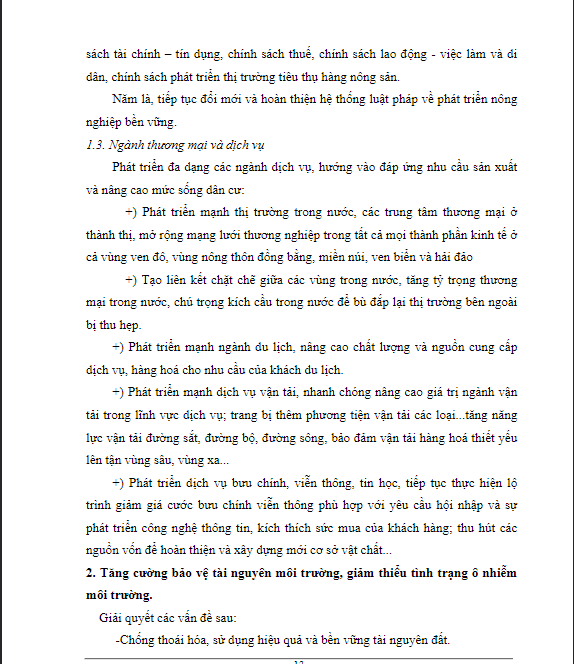 sách tài chính – tín dụng, chính sách thuế, chính sách lao động - việc làm và di
dân, chính sách phát triển thị trường tiêu thụ hàng nông sản.
Năm là, tiếp tục đổi mới và hoàn thiện hệ thống luật pháp về phát triển nông
nghiệp bền vững.
1.3. Ngành thương mại và dịch vụ
Phát triển đa dạng các ngành dịch vụ, hướng vào đáp ứng nhu cầu sản xuất
và nâng cao mức sống dân cư:
+) Phát triển mạnh thị trường trong nước, các trung tâm thương mại ở
thành thị, mở rộng mạng lưới thương nghiệp trong tất cả mọi thành phần kinh tế ở
cả vùng ven đô, vùng nông thôn đồng bằng, miền núi, ven biển và hải đảo
+) Tạo liên kết chặt chẽ giữa các vùng trong nước, tăng tỷ trọng thương
mại trong nước, chú trọng kích cầu trong nước để bù đắp lại thị trường bên ngoài
bị thu hẹp.
+) Phát triển mạnh ngành du lịch, nâng cao chất lượng và nguồn cung cấp
dịch vụ, hàng hoá cho nhu cầu của khách du lịch.
+) Phát triển mạnh dịch vụ vận tải, nhanh chóng nâng cao giá trị ngành vận
tải trong lĩnh vực dịch vụ; trang bị thêm phương tiện vận tải các loại...tăng năng
lực vận tải đường sắt, đường bộ, đường sông, bảo đảm vận tải hàng hoá thiết yếu
lên tận vùng sâu, vùng xa...
+) Phát triển dịch vụ bưu chính, viễn thông, tin học, tiếp tục thực hiện lộ
trình giảm giá cước bưu chính viễn thông phù hợp với yêu cầu hội nhập và sự
phát triển công nghệ thông tin, kích thích sức mua của khách hàng; thu hút các
nguồn vốn để hoàn thiện và xây dựng mới cơ sở vật chất...
2. Tăng cường bảo vệ tài nguyên môi trường, giảm thiểu tình trạng ô nhiễm
môi trường.
Giải quyết các vấn đề sau:
-Chống thoái hóa, sử dụng hiệu quả và bền vững tài nguyên đất.